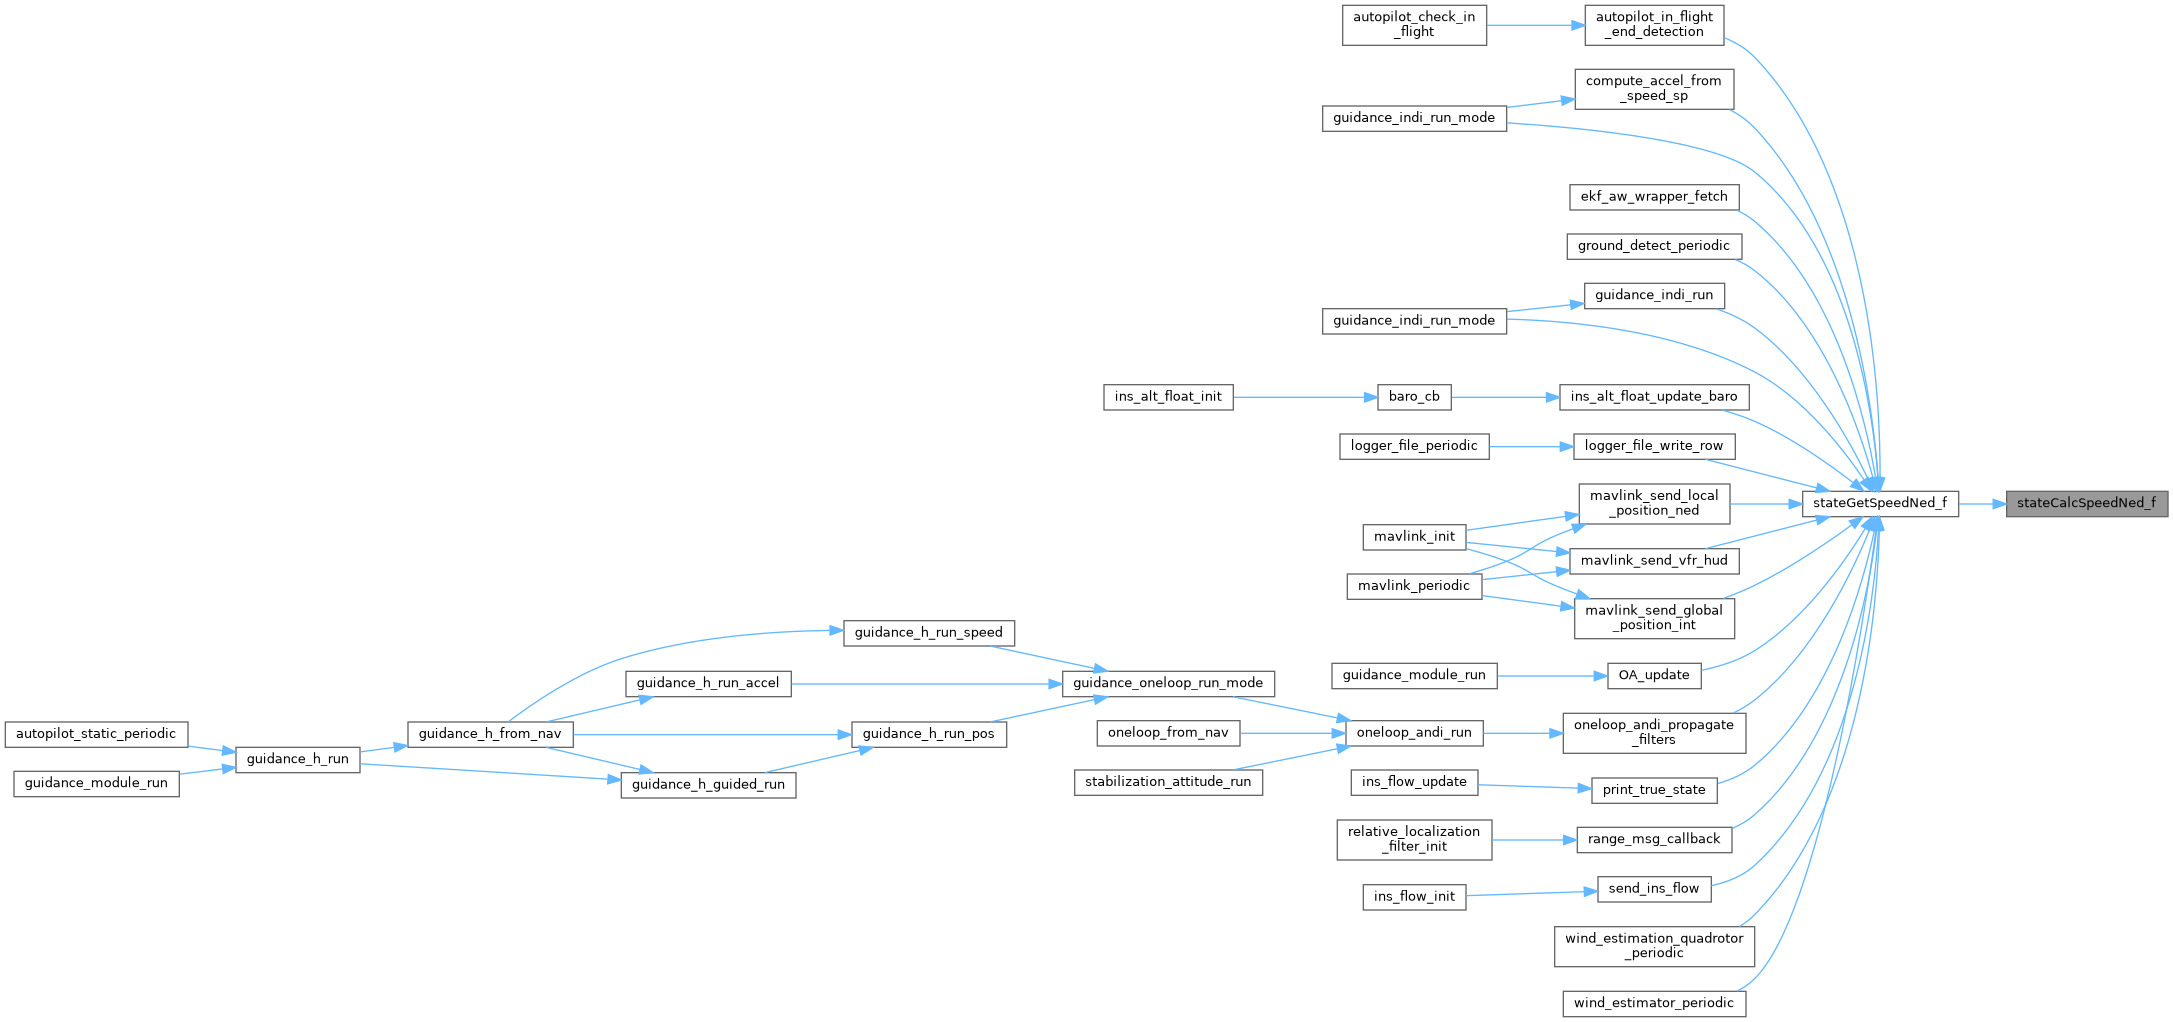 autopilot_check_in
_flight
autopilot_in_flight
_end_detection
compute_accel_from
_speed_sp
guidance_indi_run_mode
ekf_aw_wrapper_fetch
ground_detect_periodic
guidance_indi_run
guidance_indi_run_mode
ins_alt_float_init
baro_cb
ins_alt_float_update_baro
logger_file_periodic
logger_file_write_row
mavlink_send_local
_position_ned
stateGetSpeedNed_f
stateCalcSpeedNed_f
mavlink_init
mavlink_send_vfr_hud
mavlink_periodic
mavlink_send_global
_position_int
guidance_h_run_speed
guidance_module_run
OA_update
guidance_h_run_accel
guidance_oneloop_run_mode
autopilot_static_periodic
guidance_h_from_nav
guidance_h_run_pos
oneloop_from_nav
oneloop_andi_run
oneloop_andi_propagate
_filters
guidance_h_run
guidance_module_run
guidance_h_guided_run
stabilization_attitude_run
ins_flow_update
print_true_state
relative_localization
_filter_init
range_msg_callback
ins_flow_init
send_ins_flow
wind_estimation_quadrotor
_periodic
wind_estimator_periodic